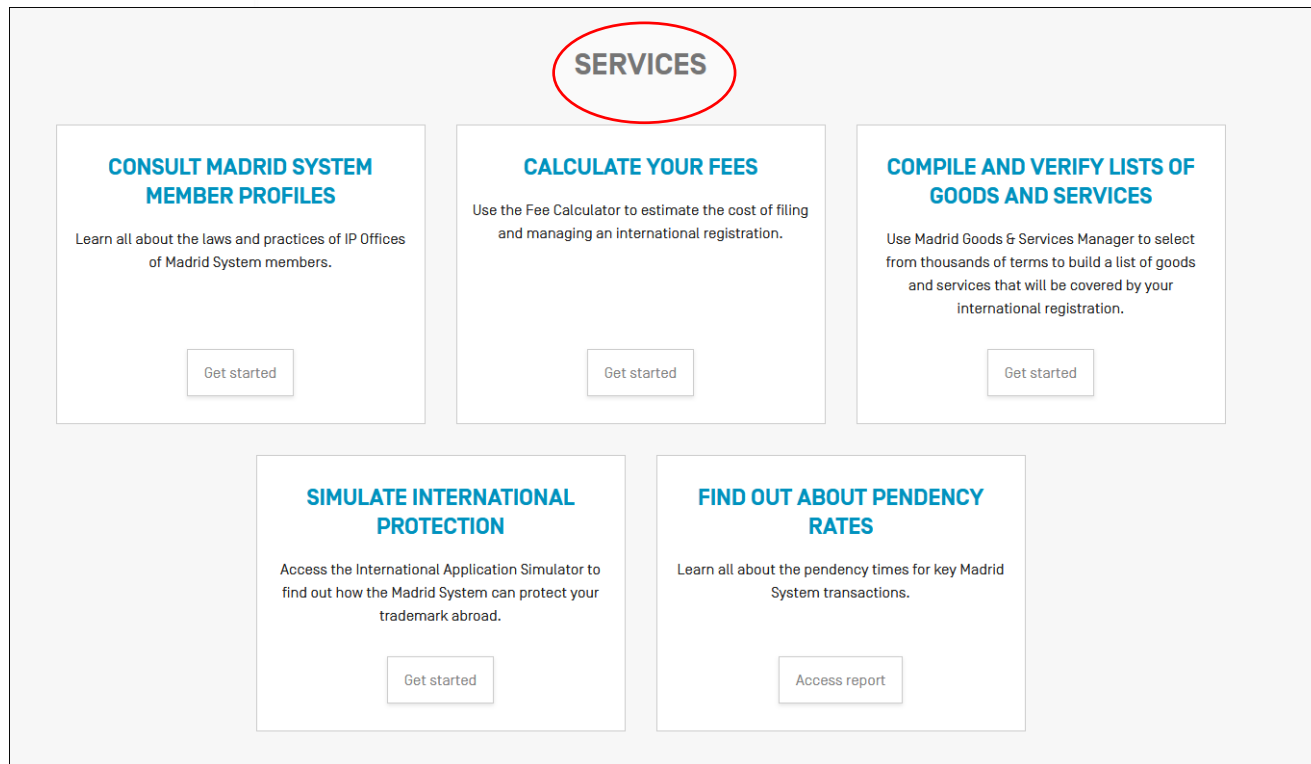 SERVICES
CONSULT MADRID SYSTEM
MEMBER PROFILES
Learn all about the laws and practices of IP Offices
of Madrid System members.
Get started
CALCULATE YOUR FEES
Use the Fee Calculator to estimate the cost of filing
and managing an international registration.
Get started
COMPILE AND VERIFY LISTS OF
GOODS AND SERVICES
Use Madrid Goods & Services Manager to select
from thousands of terms to build a list of goods
and services that will be covered by your
international registration.
Get started
SIMULATE INTERNATIONAL
PROTECTION
Access the International Application Simulator to
find out how the Madrid System can protect your
trademark abroad.
Get started
FIND OUT ABOUT PENDENCY
RATES
Learn all about the pendency times for key Madrid
System transactions.
Access report